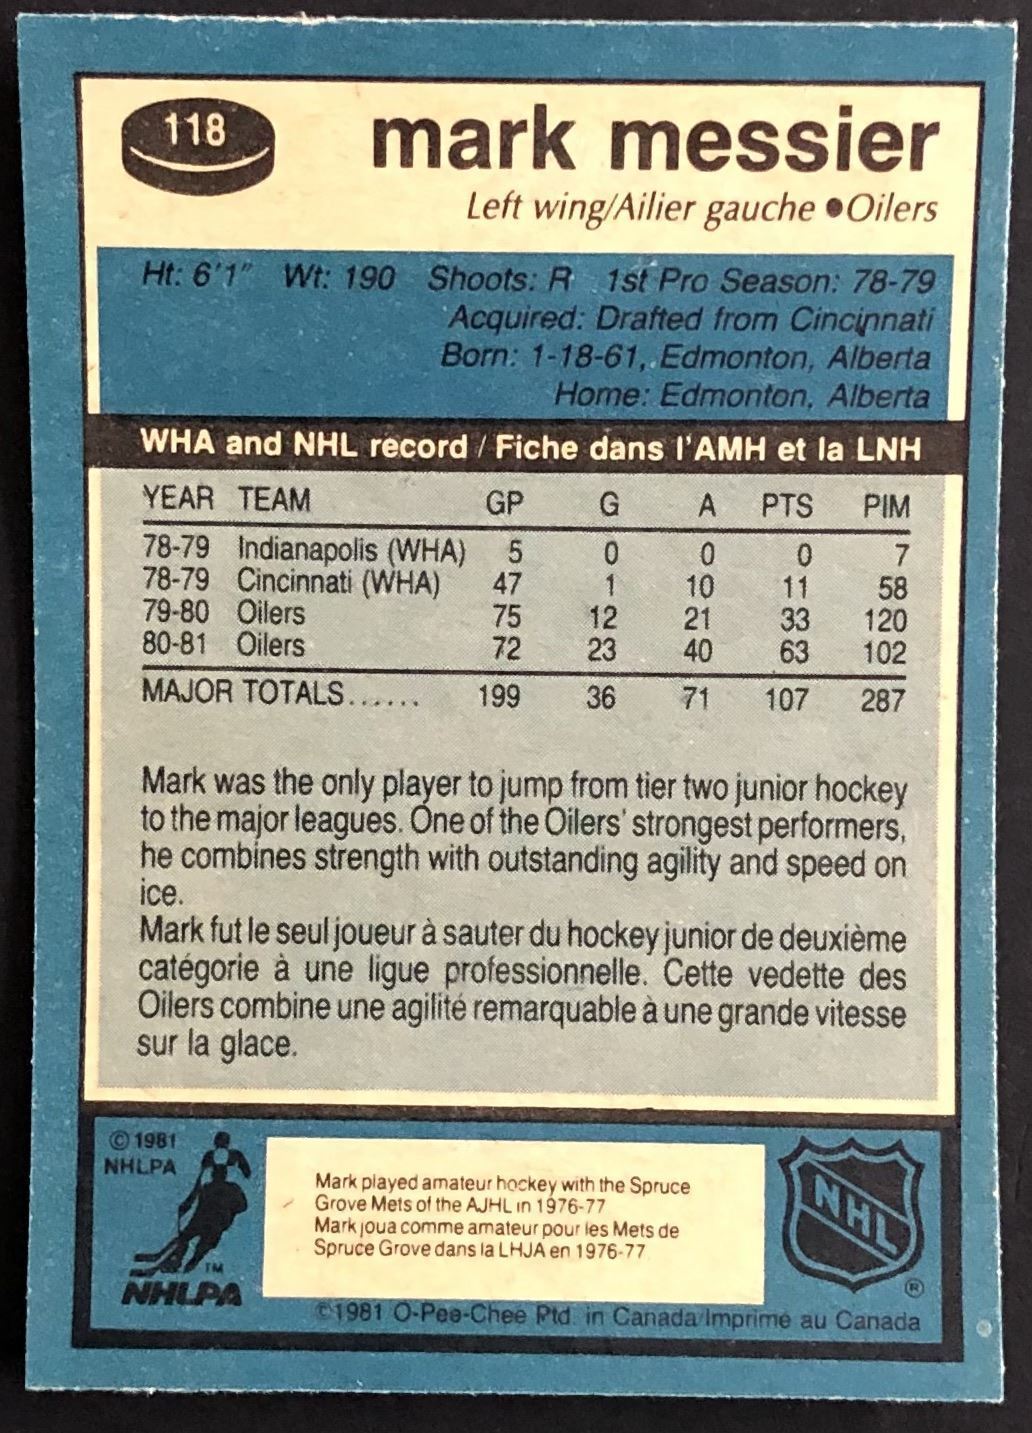 118
mark messier
Left wing/Ailier gauche ●Oilers
Ht: 6'1" Wt: 190 Shoots: R 1st Pro Season: 78-79
Acquired: Drafted from Cincinnati
Born: 1-18-61, Edmonton, Alberta
Home: Edmonton, Alberta
WHA and NHL record / Fiche dans l'AMH et la LNH
YEAR TEAM GP G A PTS PIM
78-79 Indianapolis (WHA) 5 0 0 0 7
78-79 Cincinnati (WHA) 47 1 10 11 58
79-80 Oilers 75 12 21 33 120
80-81 Oilers 72 23 40 63 102
MAJOR TOTALS...... 199 36 71 107 287
Mark was the only player to jump from tier two junior hockey
to the major leagues. One of the Oilers' strongest performers,
he combines strength with outstanding agility and speed on
ice.
Mark fut le seul joueur à sauter du hockey junior de deuxième
catégorie à une ligue professionnelle. Cette vedette des
Oilers combine une agilité remarquable à une grande vitesse
sur la glace.
©1981
NHLPA
TM
NHLPA
Mark played amateur hockey with the Spruce
Grove Mets of the AJHL in 1976-77
Mark joua comme amateur pour les Mets de
Spruce Grove dans la LHJA en 1976-77
NHL
®
©1981 O-Pee-Chee Ptd. in Canada/Imprimé au Canada